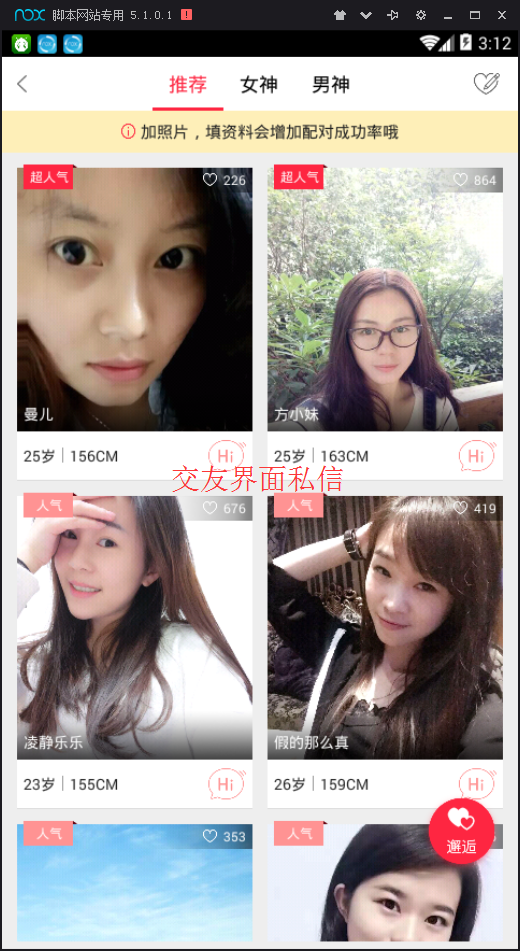 nox 脚本网站专用 5.1.0.1
3:12
推荐 女神 男神
加照片，填资料会增加配对成功率哦
超人气 226
超人气 864
曼儿
方小妹
25岁 156CM Hi
25岁 163CM Hi
交友界面私信
人气 676
人气 419
凌静乐乐
假的那么真
23岁 155CM Hi
26岁 159CM Hi
人气 353
人气
邂逅